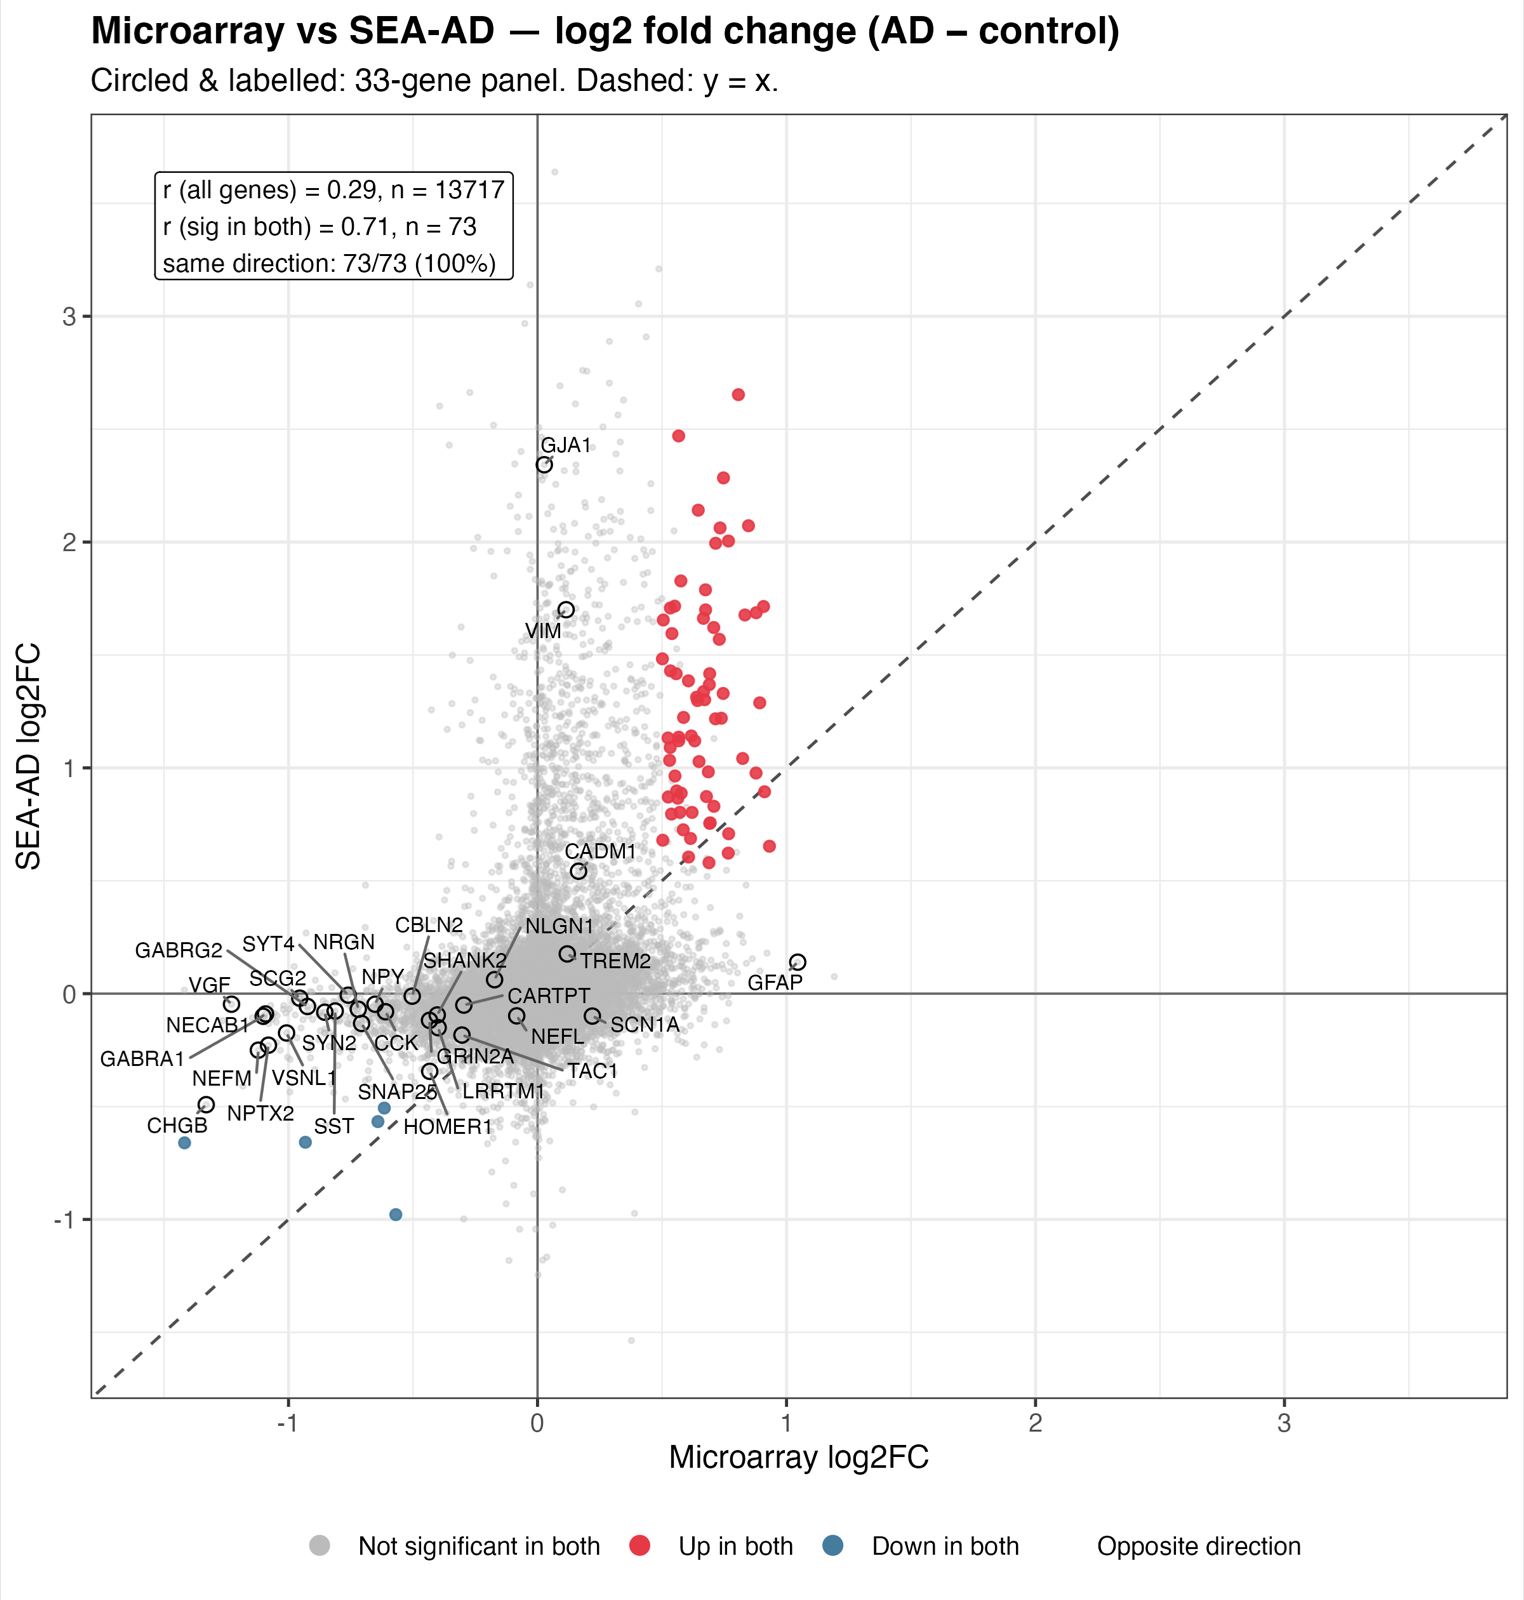 Microarray vs SEA-AD — log2 fold change (AD – control)
Circled & labelled: 33-gene panel. Dashed: y = x.
r (all genes) = 0.29, n = 13717
r (sig in both) = 0.71, n = 73
same direction: 73/73 (100%)
3
2
1
0
-1
SEA-AD log2FC
GJA1
VIM
CADM1
CBLN2
NLGN1
GABRG2
SYT4
NRGN
SHANK2
TREM2
VGF
SCG2
NPY
GFAP
CARTPT
NECAB1
SCN1A
NEFL
GABRA1
SYN2
CCK
GRIN2A
TAC1
NEFM
VSNL1
SNAP25
LRRTM1
CHGB
NPTX2
SST
HOMER1
-1
0
1
2
3
Microarray log2FC
Not significant in both
Up in both
Down in both
Opposite direction